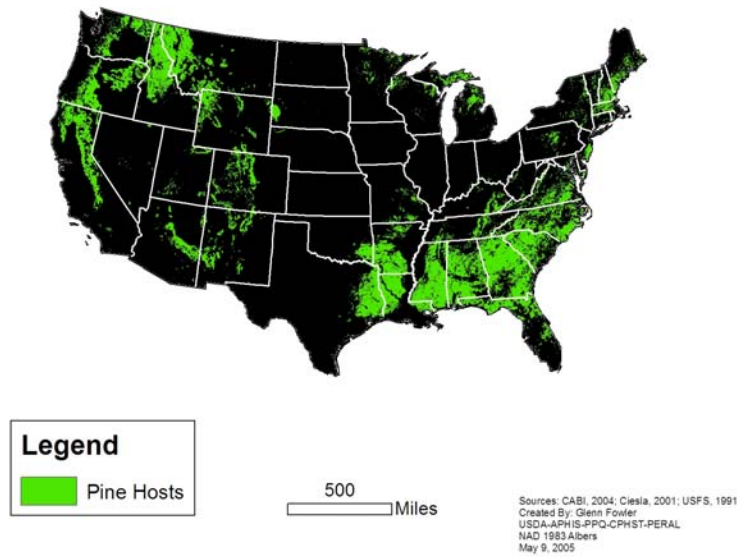 Legend
Pine Hosts
500
Miles
Sources: CABI, 2004; Ciesla, 2001; USFS, 1991
Created By: Glenn Fowler
USDA-APHIS-PPQ-CPHST-PERAL
NAD 1983 Albers
May 9, 2005